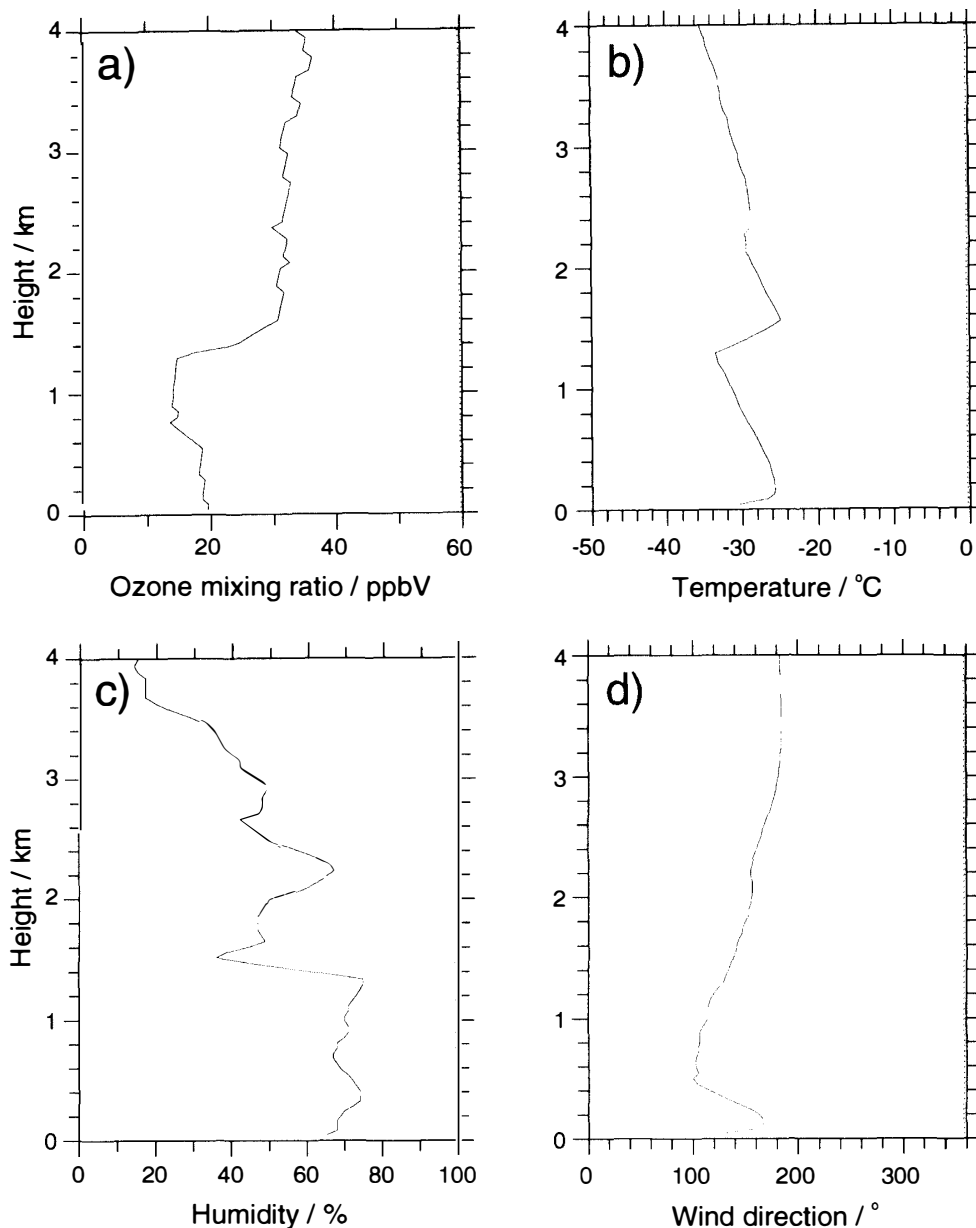 a)
4
3
2
1
0
Height / km
0 20 40 60
Ozone mixing ratio / ppbV
b)
4
3
2
1
0
-50 -40 -30 -20 -10 0
Temperature / °C
c)
4
3
2
1
0
Height / km
0 20 40 60 80 100
Humidity / %
d)
4
3
2
1
0
0 100 200 300
Wind direction / °